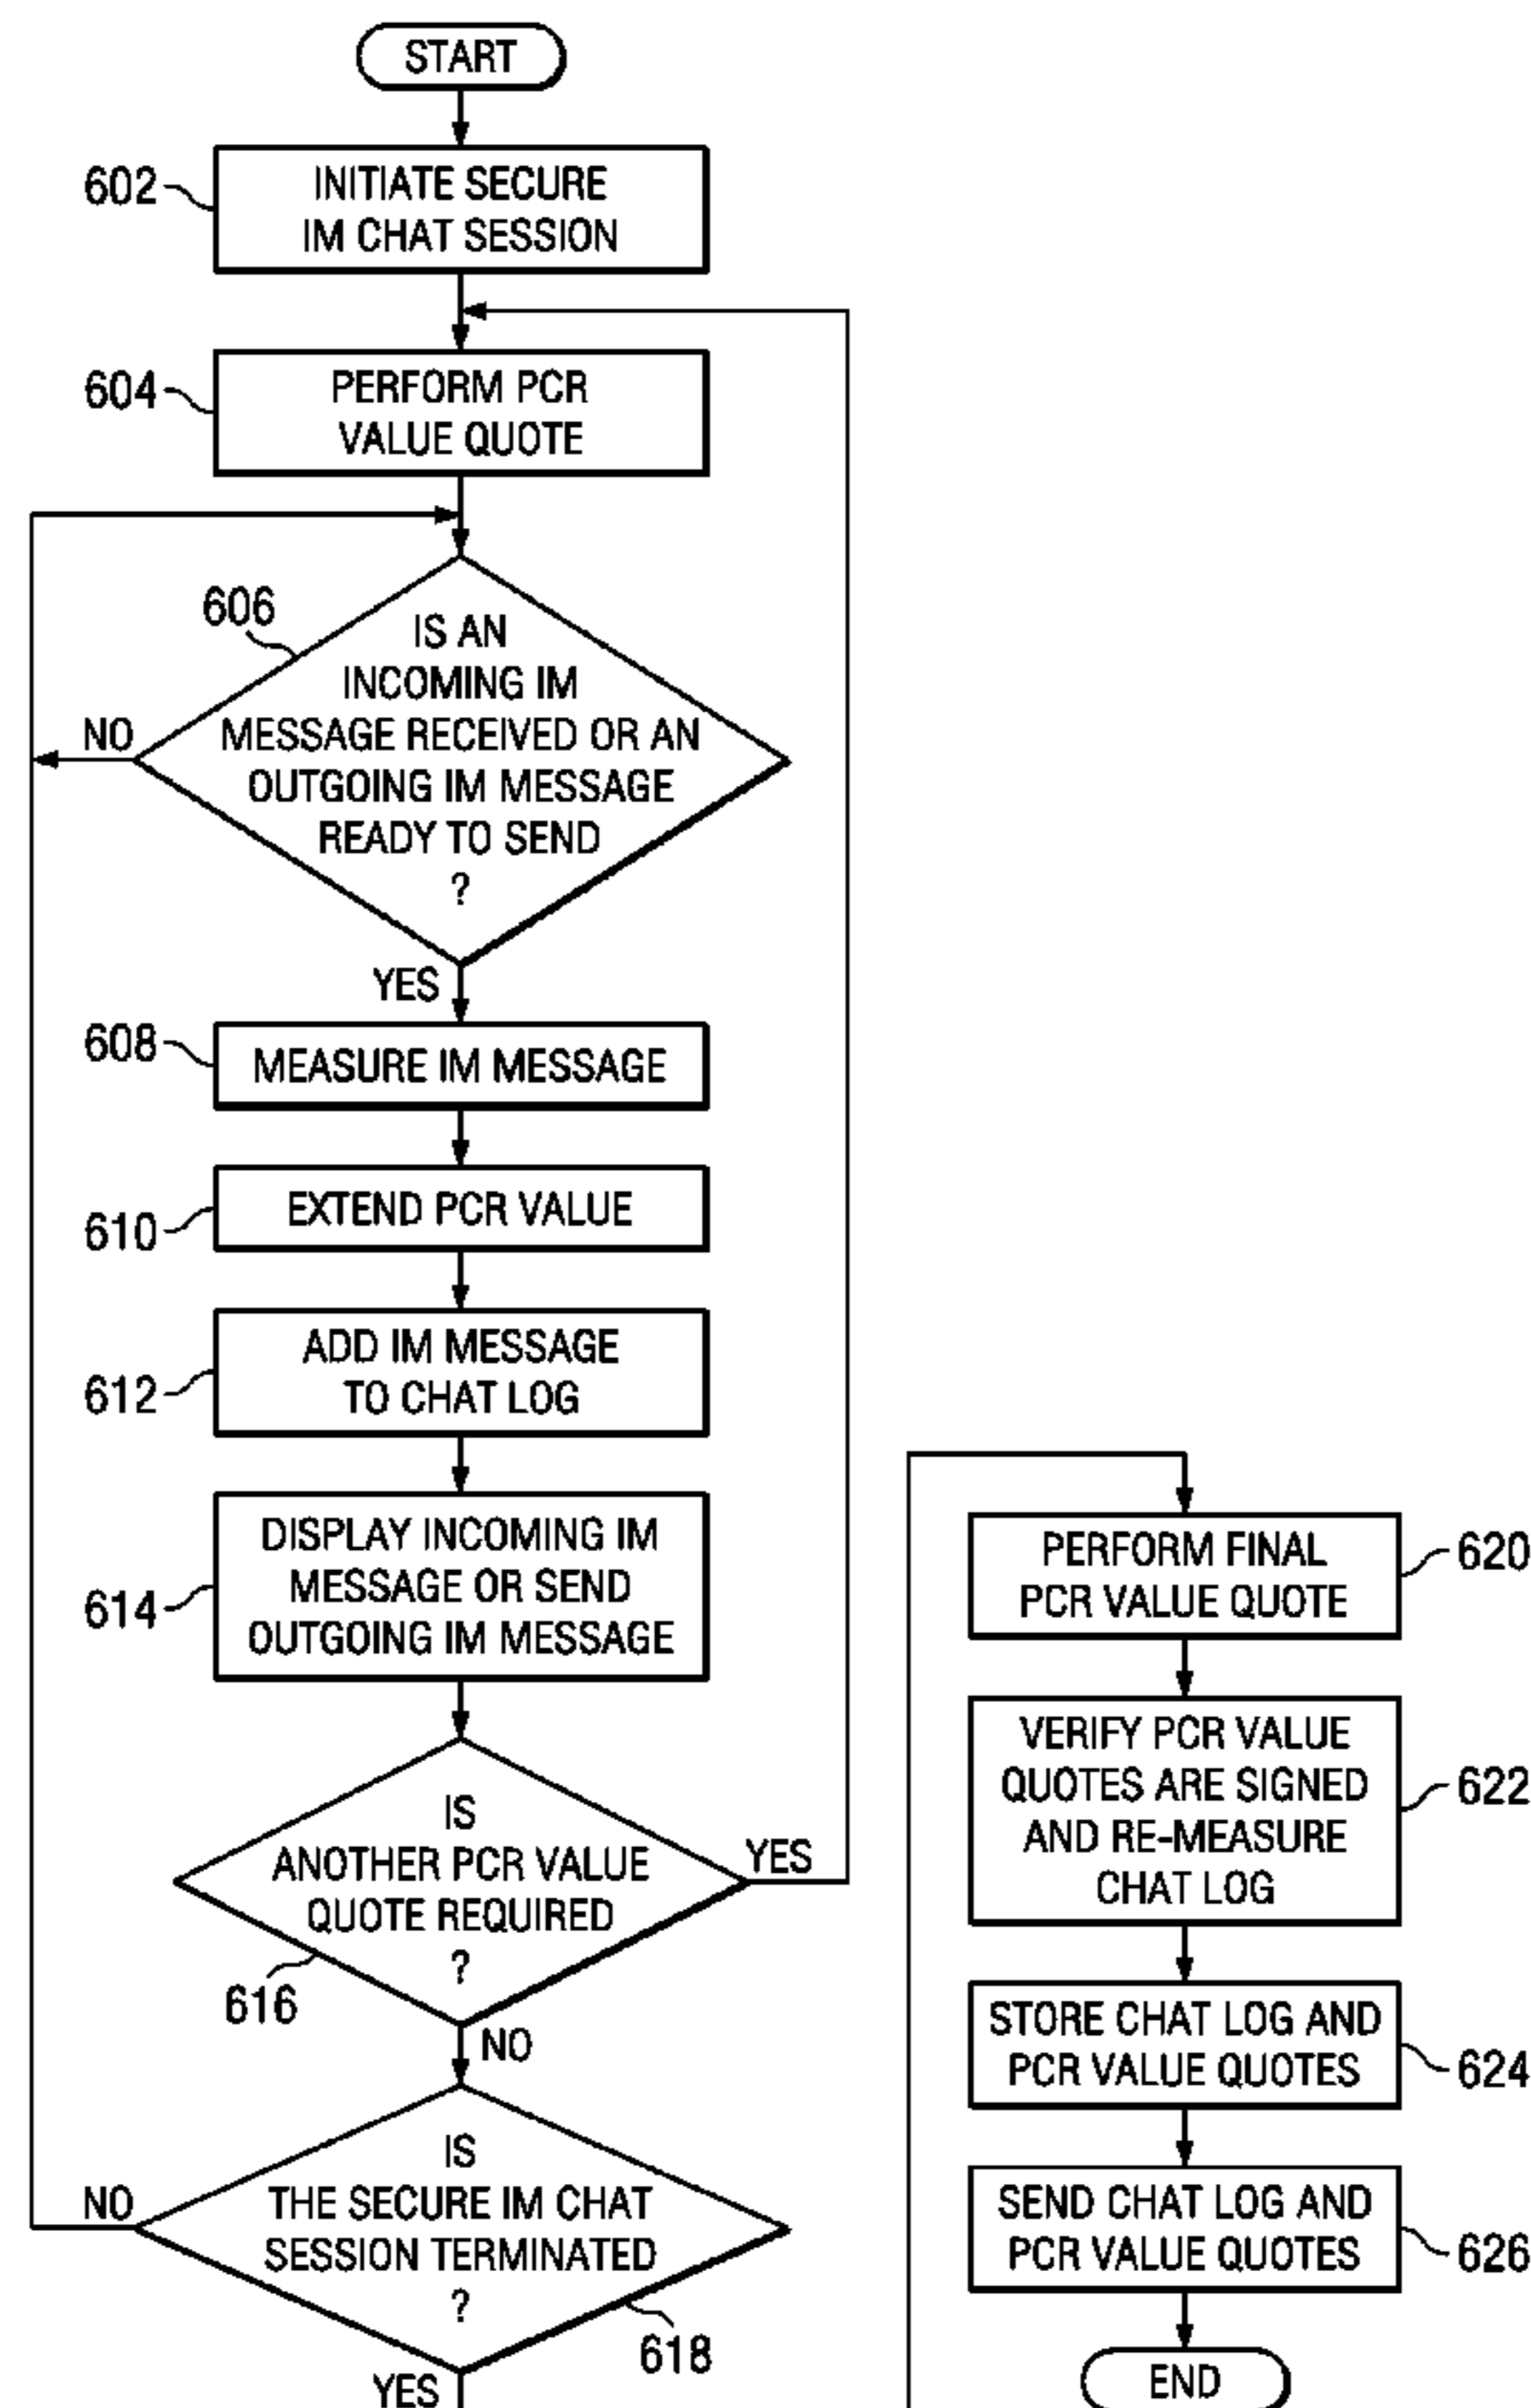 START
602
INITIATE SECURE
IM CHAT SESSION
604
PERFORM PCR
VALUE QUOTE
606
IS AN
INCOMING IM
MESSAGE RECEIVED OR AN
OUTGOING IM MESSAGE
READY TO SEND
?
NO
YES
608
MEASURE IM MESSAGE
610
EXTEND PCR VALUE
612
ADD IM MESSAGE
TO CHAT LOG
614
DISPLAY INCOMING IM
MESSAGE OR SEND
OUTGOING IM MESSAGE
IS
ANOTHER PCR VALUE
QUOTE REQUIRED
?
YES
616
NO
IS
THE SECURE IM CHAT
SESSION TERMINATED
?
NO
618
YES
PERFORM FINAL
PCR VALUE QUOTE
620
VERIFY PCR VALUE
QUOTES ARE SIGNED
AND RE-MEASURE
CHAT LOG
622
STORE CHAT LOG AND
PCR VALUE QUOTES
624
SEND CHAT LOG AND
PCR VALUE QUOTES
626
END